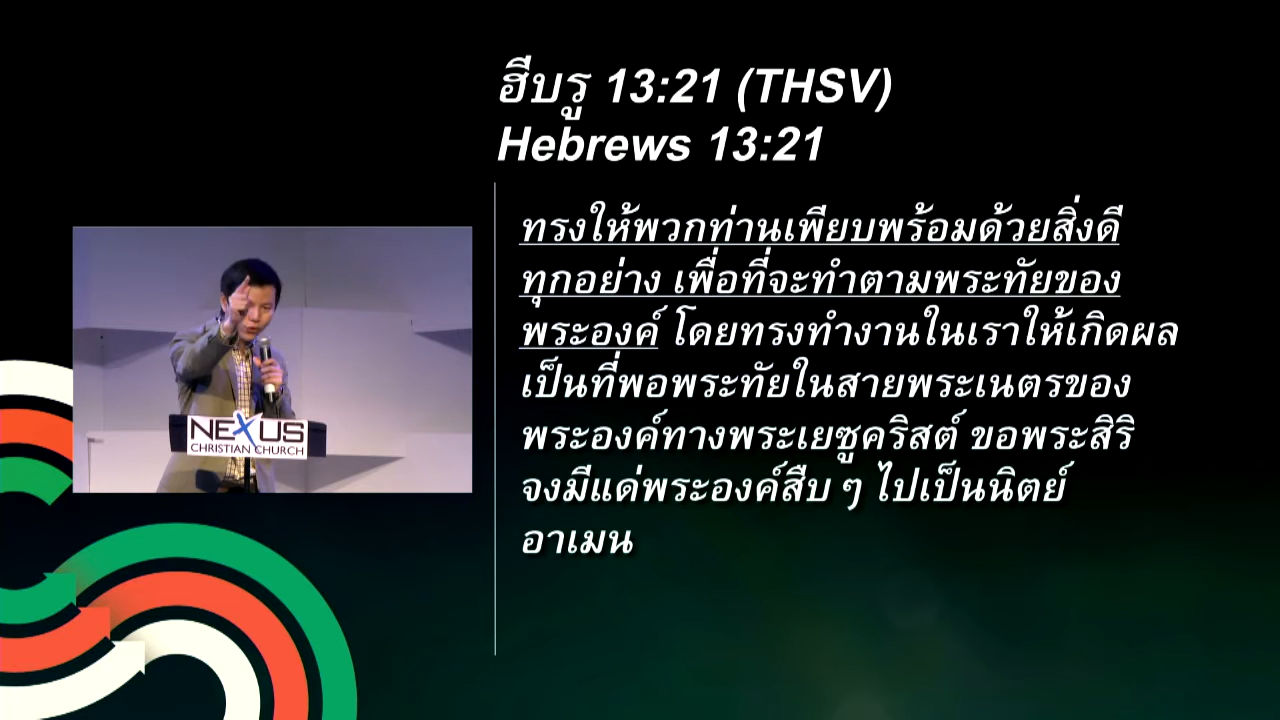 ฮีบรู 13:21 (THSV)
Hebrews 13:21
ทรงให้พวกท่านเพียบพร้อมด้วยสิ่งดี
ทุกอย่าง เพื่อที่จะทำตามพระทัยของ
พระองค์ โดยทรงทำงานในเราให้เกิดผล
เป็นที่พอพระทัยในสายพระเนตรของ
พระองค์ทางพระเยซูคริสต์ ขอพระสิริ
จงมีแด่พระองค์สืบ ๆ ไปเป็นนิตย์
อาเมน
NEXUS
CHRISTIAN CHURCH